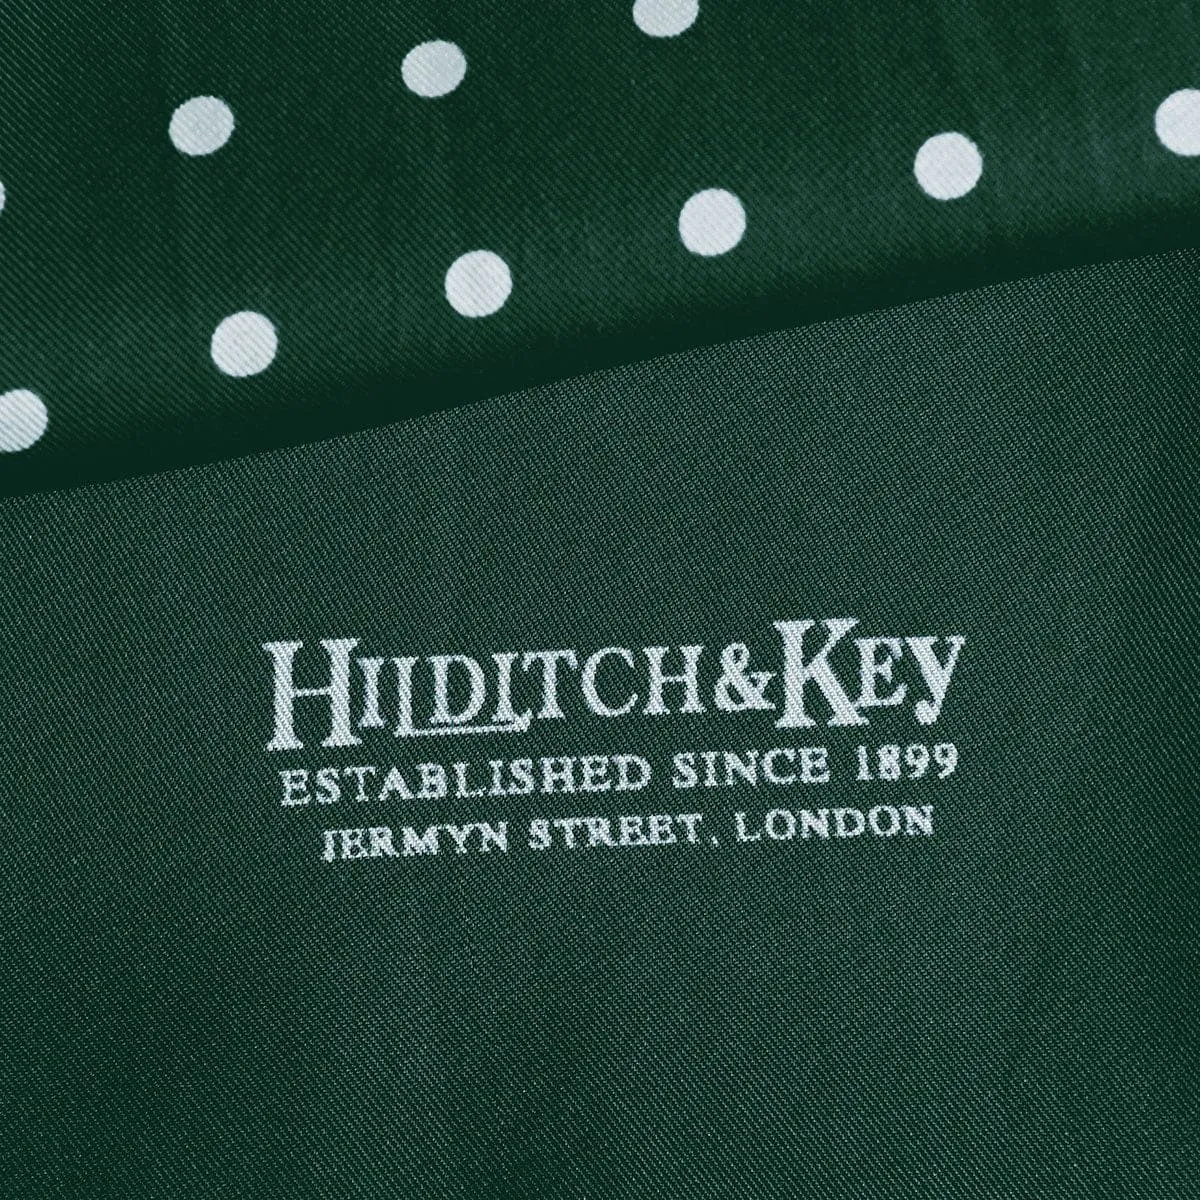 HILDITCH & KEY
ESTABLISHED SINCE 1899
JERMYN STREET, LONDON